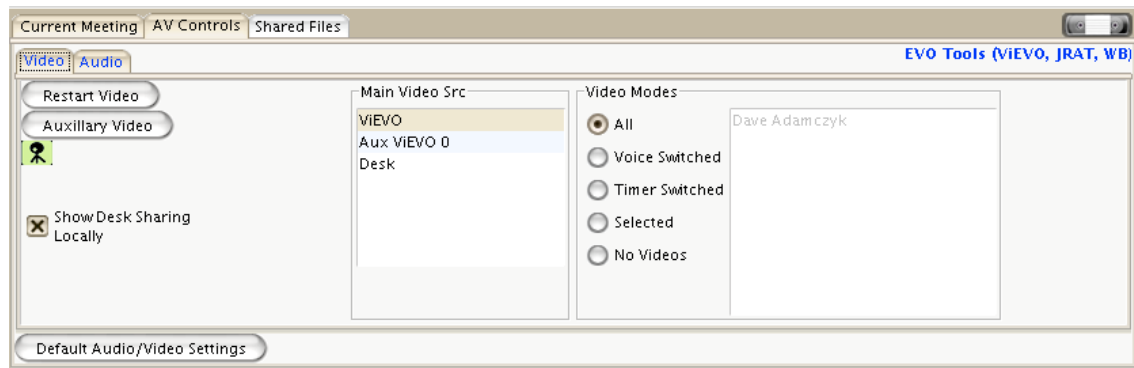 Current Meeting AV Controls Shared Files
Video Audio
EVO Tools (ViEVO, JRAT, WB)
Restart Video
Auxillary Video
Show Desk Sharing
Locally
Main Video Src
ViEVO
Aux ViEVO 0
Desk
Video Modes
All
Voice Switched
Timer Switched
Selected
No Videos
Dave Adamczyk
Default Audio/Video Settings